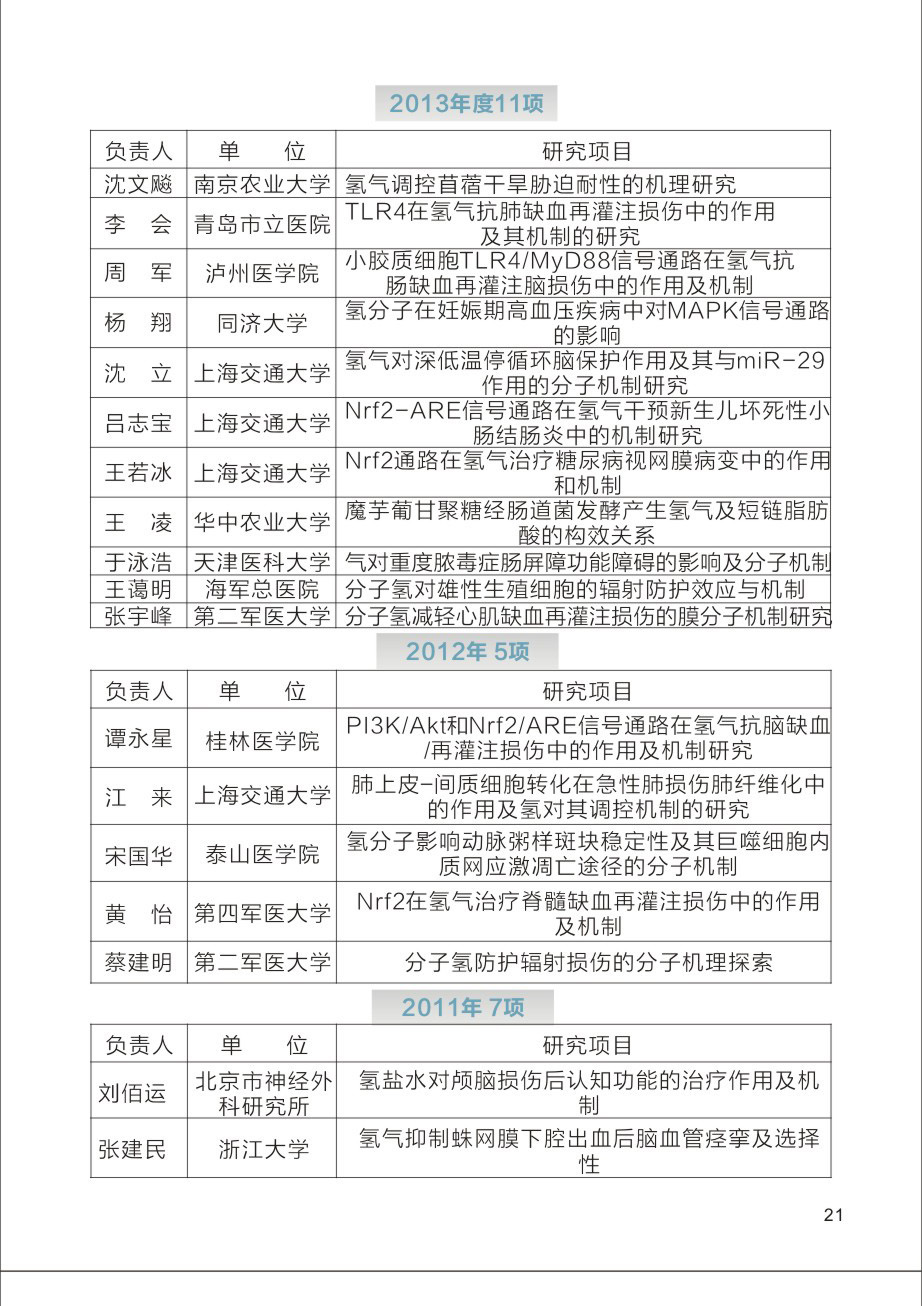 2013年度11项
负责人 单 位 研究项目
沈文飚 南京农业大学 氢气调控苜蓿干旱胁迫耐性的机理研究
李 会 青岛市立医院 TLR4在氢气抗肺缺血再灌注损伤中的作用
及其机制的研究
周 军 泸州医学院 小胶质细胞TLR4/MyD88信号通路在氢气抗
肠缺血再灌注脑损伤中的作用及机制
杨 翔 同济大学 氢分子在妊娠期高血压疾病中对MAPK信号通路
的影响
沈 立 上海交通大学 氢气对深低温停循环脑保护作用及其与miR-29
作用的分子机制研究
吕志宝 上海交通大学 Nrf2-ARE信号通路在氢气干预新生儿坏死性小
肠结肠炎中的机制研究
王若冰 上海交通大学 Nrf2通路在氢气治疗糖尿病视网膜病变中的作用
和机制
王 凌 华中农业大学 魔芋葡甘聚糖经肠道菌发酵产生氢气及短链脂肪
酸的构效关系
于泳浩 天津医科大学 气对重度脓毒症肠屏障功能障碍的影响及分子机制
王蔼明 海军总医院 分子氢对雄性生殖细胞的辐射防护效应与机制
张宇峰 第二军医大学 分子氢减轻心肌缺血再灌注损伤的膜分子机制研究
2012年 5项
负责人 单 位 研究项目
谭永星 桂林医学院 PI3K/Akt和Nrf2/ARE信号通路在氢气抗脑缺血
/再灌注损伤中的作用及机制研究
江 来 上海交通大学 肺上皮-间质细胞转化在急性肺损伤肺纤维化中
的作用及氢对其调控机制的研究
宋国华 泰山医学院 氢分子影响动脉粥样斑块稳定性及其巨噬细胞内
质网应激凋亡途径的分子机制
黄 怡 第四军医大学 Nrf2在氢气治疗脊髓缺血再灌注损伤中的作用
及机制
蔡建明 第二军医大学 分子氢防护辐射损伤的分子机理探索
2011年 7项
负责人 单 位 研究项目
刘佰运 北京市神经外 氢盐水对颅脑损伤后认知功能的治疗作用及机
科研究所 制
张建民 浙江大学 氢气抑制蛛网膜下腔出血后脑血管痉挛及选择
性
21